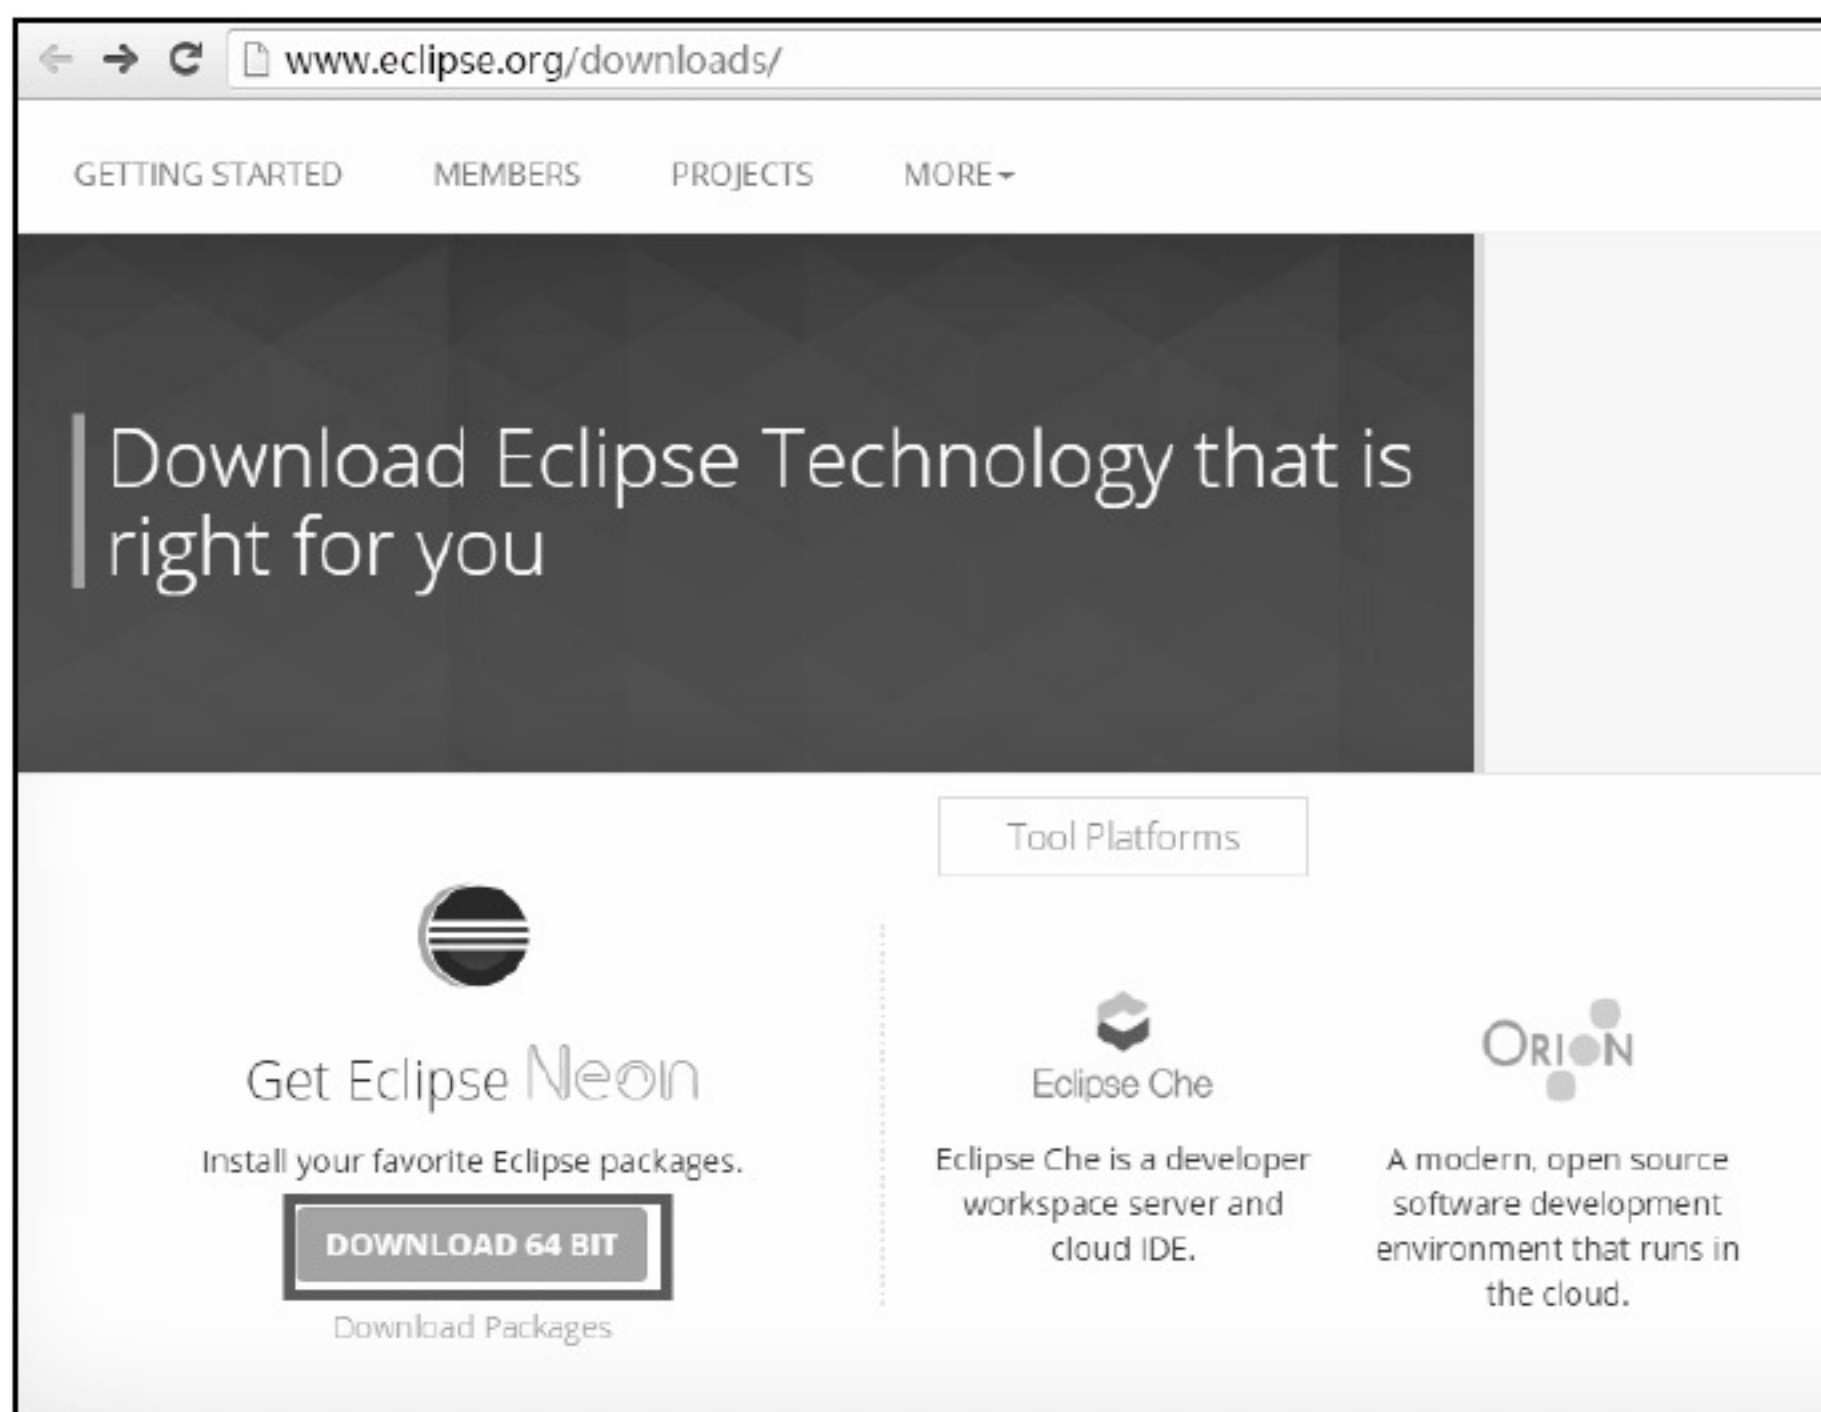 www.eclipse.org/downloads/
GETTING STARTED MEMBERS PROJECTS MORE
Download Eclipse Technology that is
right for you
Tool Platforms
Get Eclipse Neon
Install your favorite Eclipse packages.
DOWNLOAD 64 BIT
Download Packages
Eclipse Che
Eclipse Che is a developer
workspace server and
cloud IDE.
ORION
A modern, open source
software development
environment that runs in
the cloud.